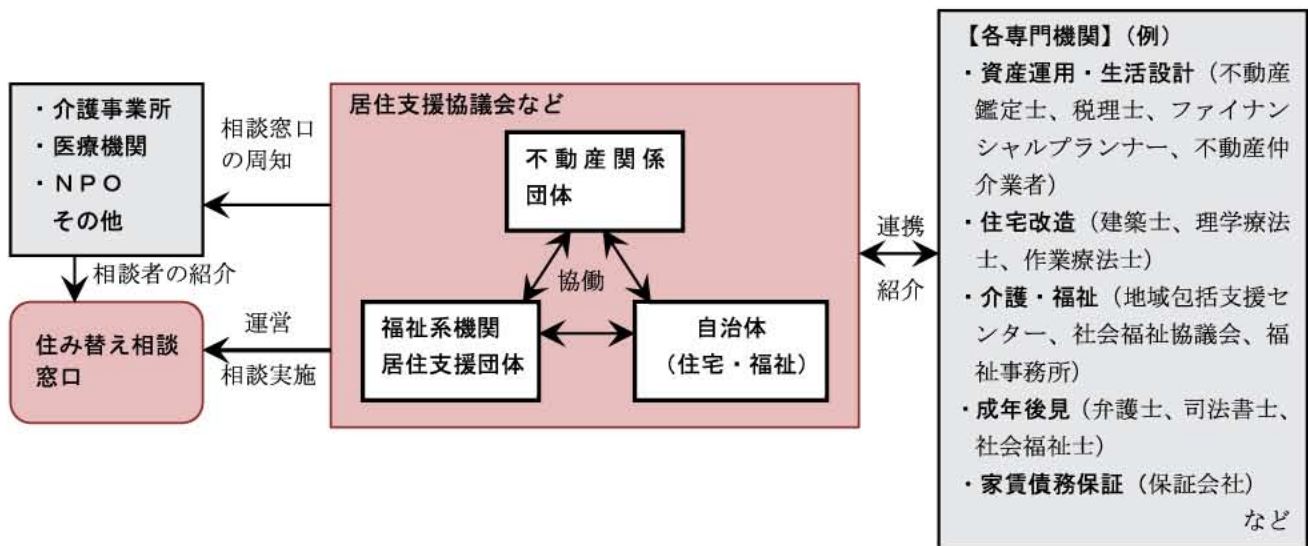 ・介護事業所
・医療機関
・ＮＰＯ
その他
相談者の紹介
住み替え相談
窓口
相談窓口
の周知
運営
相談実施
居住支援協議会など
不動産関係
団体
協働
福祉系機関
居住支援団体
自治体
（住宅・福祉）
連携
紹介
【各専門機関】（例）
・資産運用・生活設計（不動産
鑑定士、税理士、ファイナン
シャルプランナー、不動産仲
介業者）
・住宅改造（建築士、理学療法
士、作業療法士）
・介護・福祉（地域包括支援セ
ンター、社会福祉協議会、福
祉事務所）
・成年後見（弁護士、司法書士、
社会福祉士）
・家賃債務保証（保証会社）
など